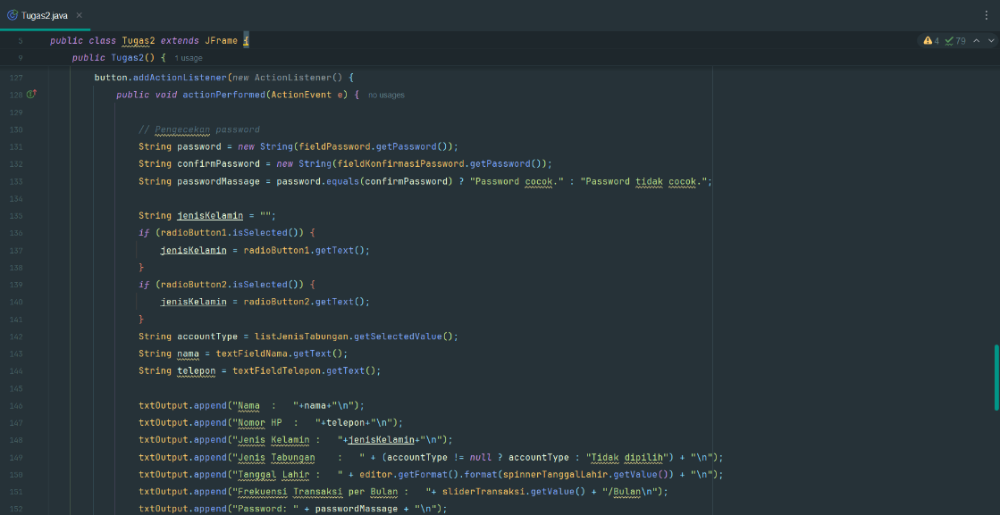 Tugas2.java
5 public class Tugas2 extends JFrame {
4 79
9 public Tugas2() { 1 usage
127 button.addActionListener(new ActionListener() {
128 public void actionPerformed(ActionEvent e) { no usages
129
130 // Pengecekan password
131 String password = new String(fieldPassword.getPassword());
132 String confirmPassword = new String(fieldKonfirmasiPassword.getPassword());
133 String passwordMassage = password.equals(confirmPassword) ? "Password cocok." : "Password tidak cocok.";
134
135 String jenisKelamin = "";
136 if (radioButton1.isSelected()) {
137 jenisKelamin = radioButton1.getText();
138 }
139 if (radioButton2.isSelected()) {
140 jenisKelamin = radioButton2.getText();
141 }
142 String accountType = listJenisTabungan.getSelectedValue();
143 String nama = textFieldNama.getText();
144 String telepon = textFieldTelepon.getText();
145
146 txtOutput.append("Nama  :   "+nama+"\n");
147 txtOutput.append("Nomor HP  :   "+telepon+"\n");
148 txtOutput.append("Jenis Kelamin :   "+jenisKelamin+"\n");
149 txtOutput.append("Jenis Tabungan    :   " + (accountType != null ? accountType : "Tidak dipilih") + "\n");
150 txtOutput.append("Tanggal Lahir :   " + editor.getFormat().format(spinnerTanggalLahir.getValue()) + "\n");
151 txtOutput.append("Frekuensi Transaksi per Bulan :   "+ sliderTransaksi.getValue() + "/Bulan\n");
152 txtOutput.append("Password: " + passwordMassage + "\n");